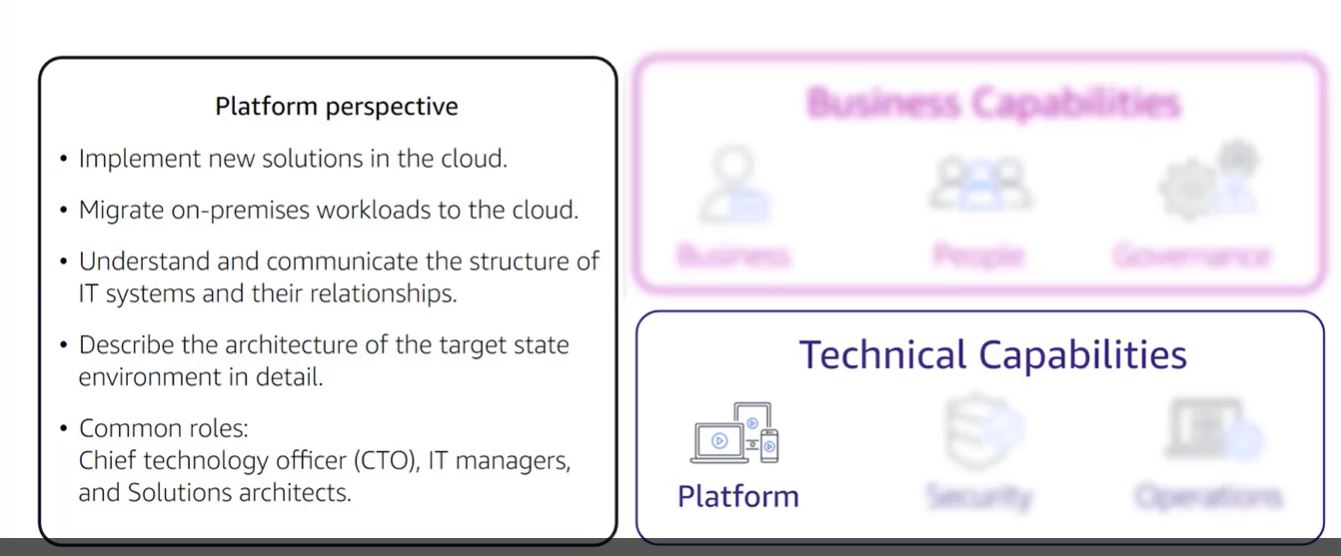 Platform perspective
• Implement new solutions in the cloud.
• Migrate on-premises workloads to the cloud.
• Understand and communicate the structure of
IT systems and their relationships.
• Describe the architecture of the target state
environment in detail.
• Common roles:
Chief technology officer (CTO), IT managers,
and Solutions architects.
Business Capabilities
Business
People
Governance
Technical Capabilities
Platform
Security
Operations